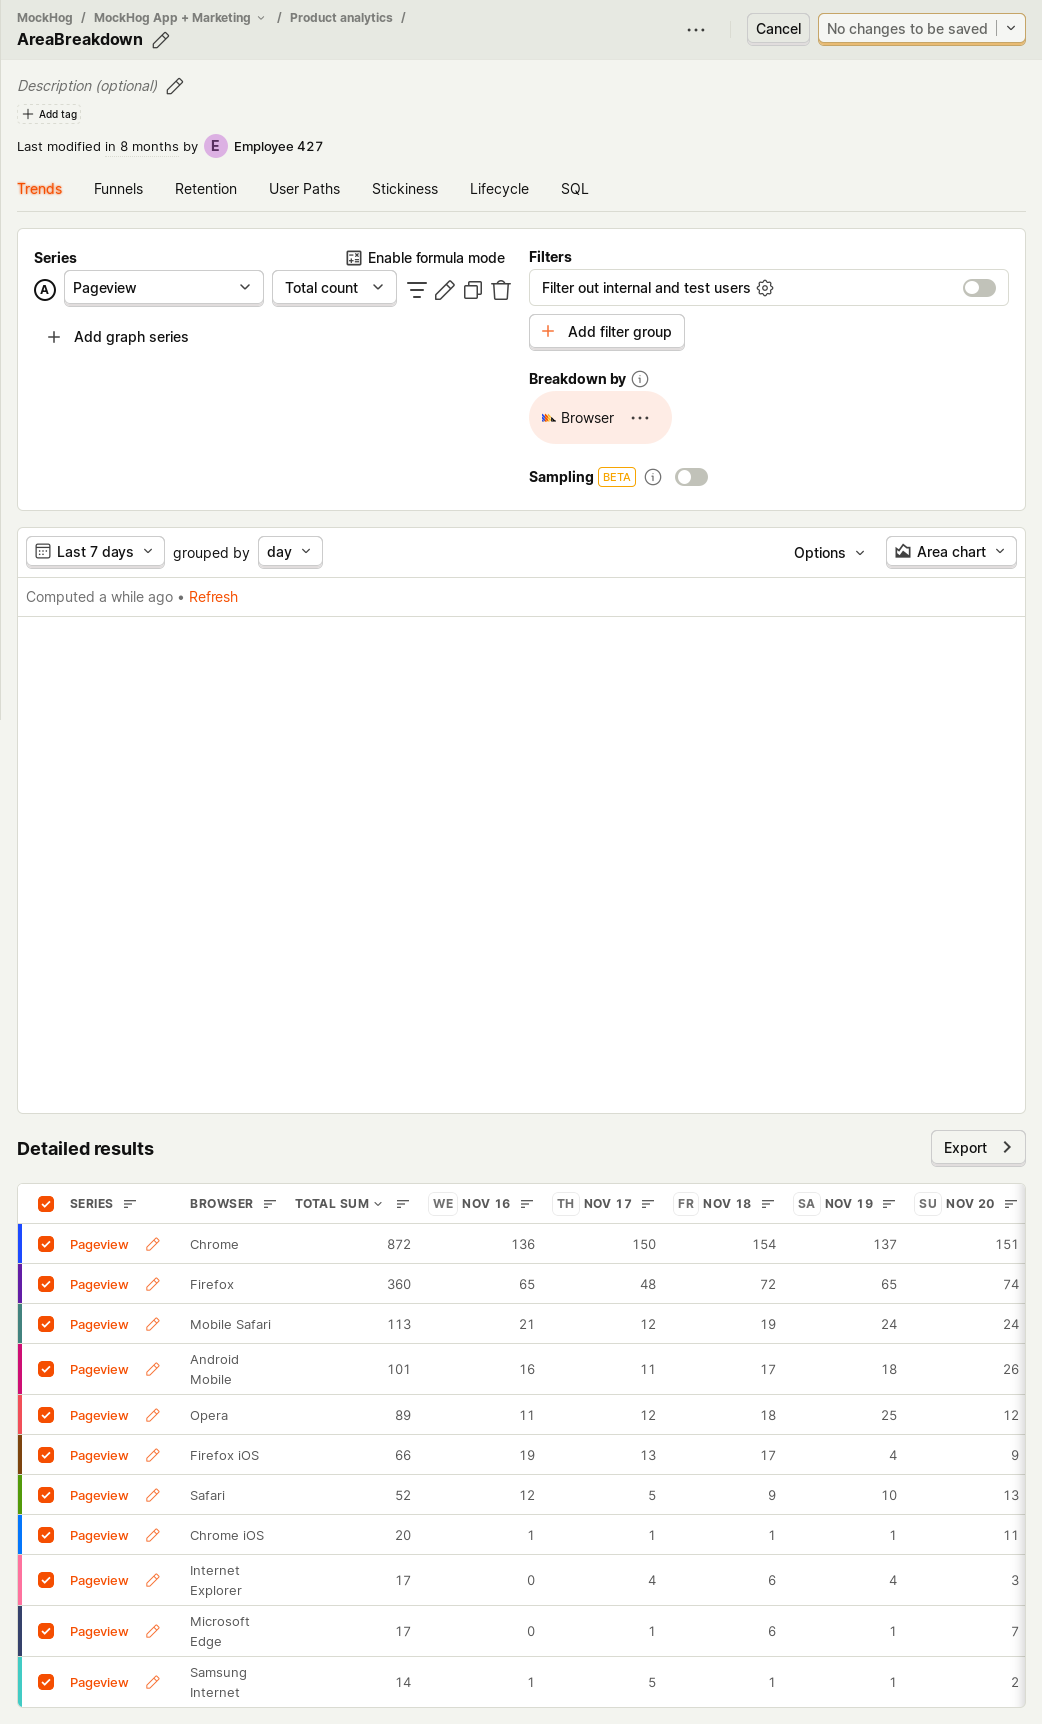 MockHog / MockHog App + Marketing / Product analytics /
AreaBreakdown
Cancel
No changes to be saved
Description (optional)
Add tag
Last modified in 8 months by E Employee 427
Trends Funnels Retention User Paths Stickiness Lifecycle SQL
Series
Enable formula mode
A Pageview Total count
Add graph series
Filters
Filter out internal and test users
Add filter group
Breakdown by
Browser
Sampling BETA
Last 7 days grouped by day
Options
Area chart
Computed a while ago • Refresh
Detailed results
Export
SERIES BROWSER TOTAL SUM WE NOV 16 TH NOV 17 FR NOV 18 SA NOV 19 SU NOV 20
Pageview Chrome 872 136 150 154 137 151
Pageview Firefox 360 65 48 72 65 74
Pageview Mobile Safari 113 21 12 19 24 24
Pageview Android Mobile 101 16 11 17 18 26
Pageview Opera 89 11 12 18 25 12
Pageview Firefox iOS 66 19 13 17 4 9
Pageview Safari 52 12 5 9 10 13
Pageview Chrome iOS 20 1 1 1 1 11
Pageview Internet Explorer 17 0 4 6 4 3
Pageview Microsoft Edge 17 0 1 6 1 7
Pageview Samsung Internet 14 1 5 1 1 2